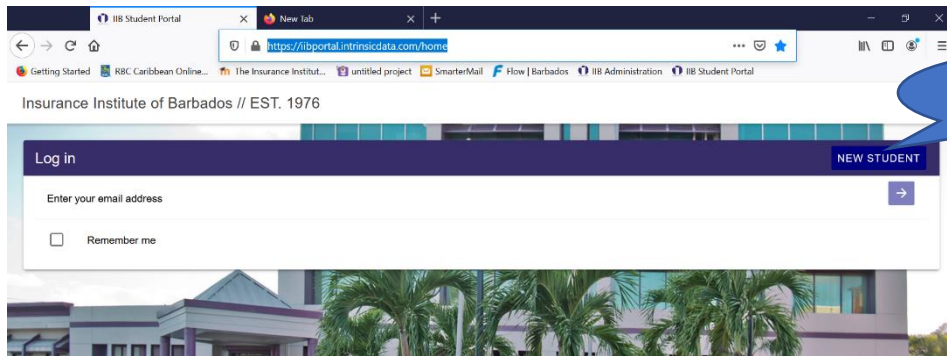 IIB Student Portal
New Tab
https://iibportal.intrinsicdata.com/home
Getting Started RBC Caribbean Online... The Insurance Institut... untitled project SmarterMail Flow | Barbados IIB Administration IIB Student Portal
Insurance Institute of Barbados // EST. 1976
Log in NEW STUDENT
Enter your email address
Remember me